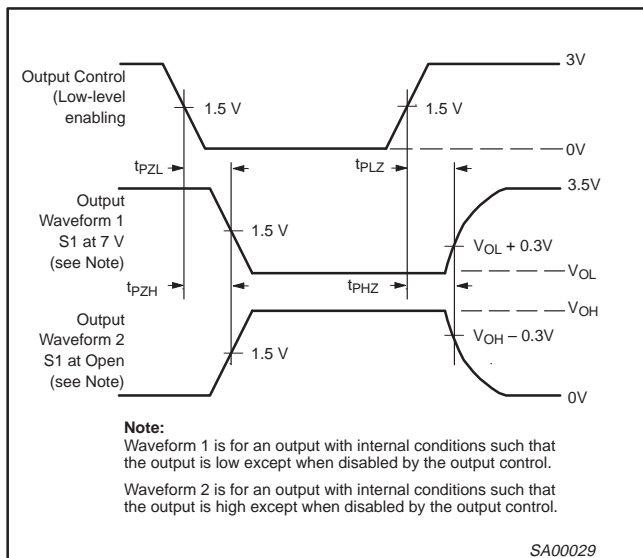 Output Control
(Low-level
enabling
1.5 V
1.5 V
3V
0V
tPZL
tPLZ
Output
Waveform 1
S1 at 7 V
(see Note)
1.5 V
3.5V
VOL + 0.3V
VOL
tPZH
tPHZ
Output
Waveform 2
S1 at Open
(see Note)
1.5 V
VOH
VOH – 0.3V
0V
Note:
Waveform 1 is for an output with internal conditions such that
the output is low except when disabled by the output control.
Waveform 2 is for an output with internal conditions such that
the output is high except when disabled by the output control.
SA00029